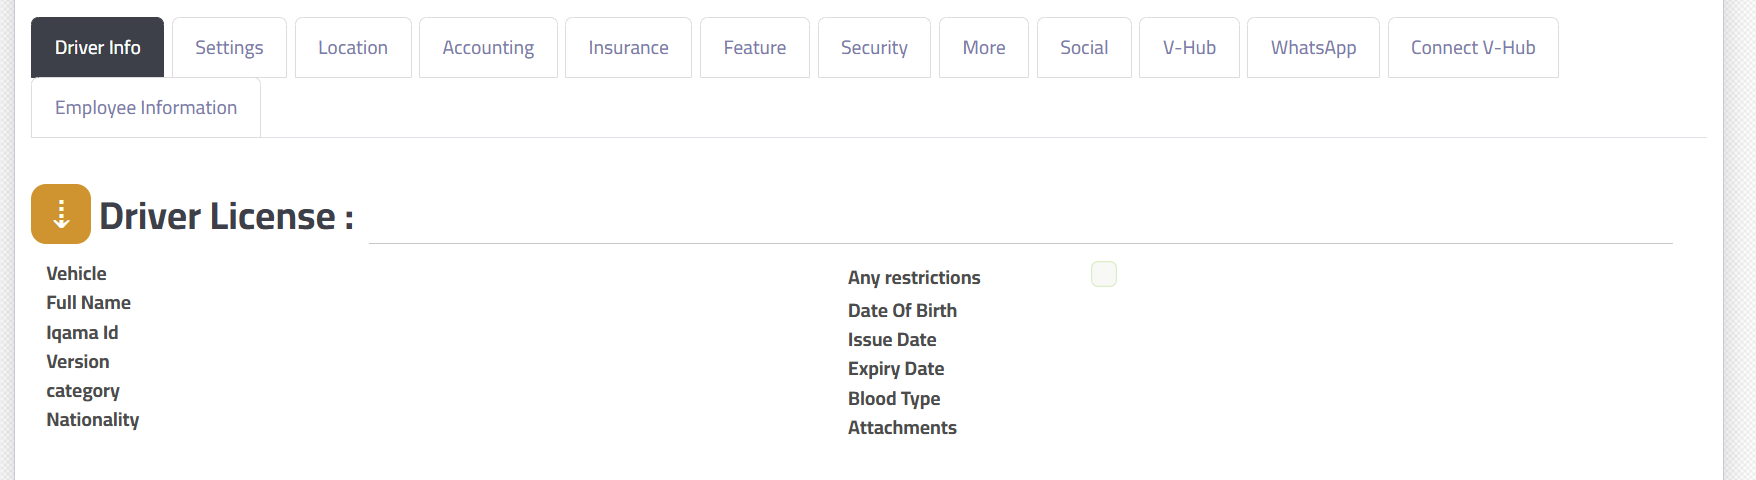 Driver Info Settings Location Accounting Insurance Feature Security More Social V-Hub WhatsApp Connect V-Hub
Employee Information
Driver License :
Vehicle
Full Name
Iqama Id
Version
category
Nationality
Any restrictions
Date Of Birth
Issue Date
Expiry Date
Blood Type
Attachments